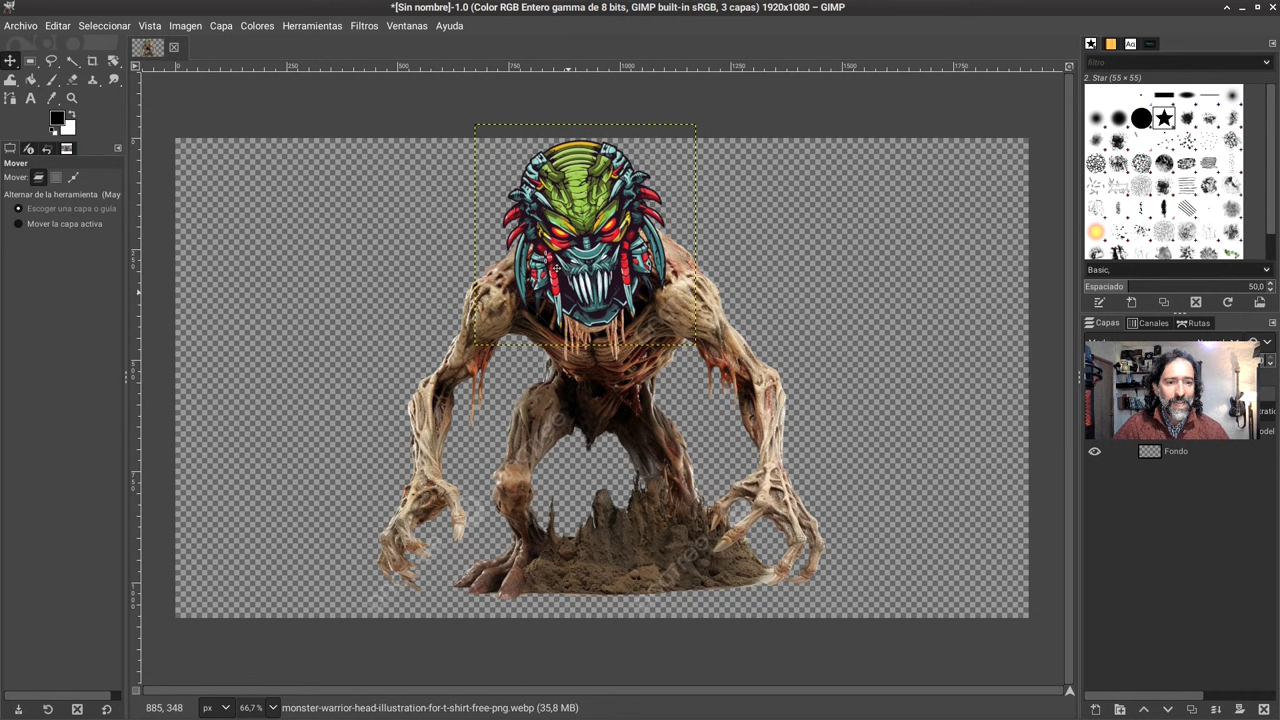 *[Sin nombre]-1.0 (Color RGB Entero gamma de 8 bits, GIMP built-in sRGB, 3 capas) 1920x1080 – GIMP
Archivo Editar Seleccionar Vista Imagen Capa Colores Herramientas Filtros Ventanas Ayuda
filtro
0 250 500 750 1000 1250 1500 1750
2. Star (55 × 55)
Mover
Mover:
Alternar de la herramienta (May
Escoger una capa o guía
Mover la capa activa
Basic,
Espaciado 50,0
Capas Canales Rutas
Fondo
885, 348 px 66,7 % monster-warrior-head-illustration-for-t-shirt-free-png.webp (35,8 MB)